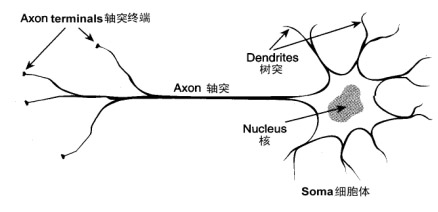 Axon terminals 轴突终端
Dendrites
树突
Axon 轴突
Nucleus
核
Soma 细胞体